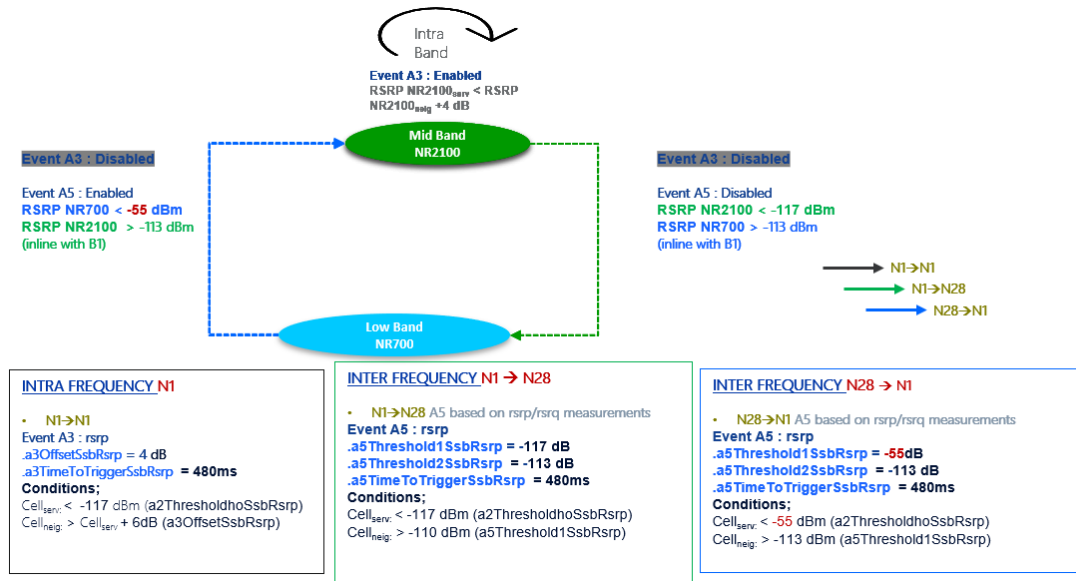 Intra
Band
Event A3 : Enabled
RSRP NR2100serv < RSRP
NR2100neig +4 dB
Mid Band
NR2100
Event A3 : Disabled
Event A5 : Enabled
RSRP NR700 < -55 dBm
RSRP NR2100 > -113 dBm
(inline with B1)
Event A3 : Disabled
Event A5 : Disabled
RSRP NR2100 < -117 dBm
RSRP NR700 > -113 dBm
(inline with B1)
N1→N1
N1→N28
N28→N1
Low Band
NR700
INTRA FREQUENCY N1
• N1→N1
Event A3 : rsrp
.a3OffsetSsbRsrp = 4 dB
.a3TimeToTriggerSsbRsrp = 480ms
Conditions;
Cellserv: < -117 dBm (a2ThresholdhoSsbRsrp)
Cellneig: > Cellserv + 6dB (a3OffsetSsbRsrp)
INTER FREQUENCY N1 → N28
• N1→N28 A5 based on rsrp/rsrq measurements
Event A5 : rsrp
.a5Threshold1SsbRsrp = -117 dB
.a5Threshold2SsbRsrp = -113 dB
.a5TimeToTriggerSsbRsrp = 480ms
Conditions;
Cellserv: < -117 dBm (a2ThresholdhoSsbRsrp)
Cellneig: > -110 dBm (a5Threshold1SsbRsrp)
INTER FREQUENCY N28 → N1
• N28→N1 A5 based on rsrp/rsrq measurements
Event A5 : rsrp
.a5Threshold1SsbRsrp = -55dB
.a5Threshold2SsbRsrp = -113 dB
.a5TimeToTriggerSsbRsrp = 480ms
Conditions;
Cellserv: < -55 dBm (a2ThresholdhoSsbRsrp)
Cellneig: > -113 dBm (a5Threshold1SsbRsrp)